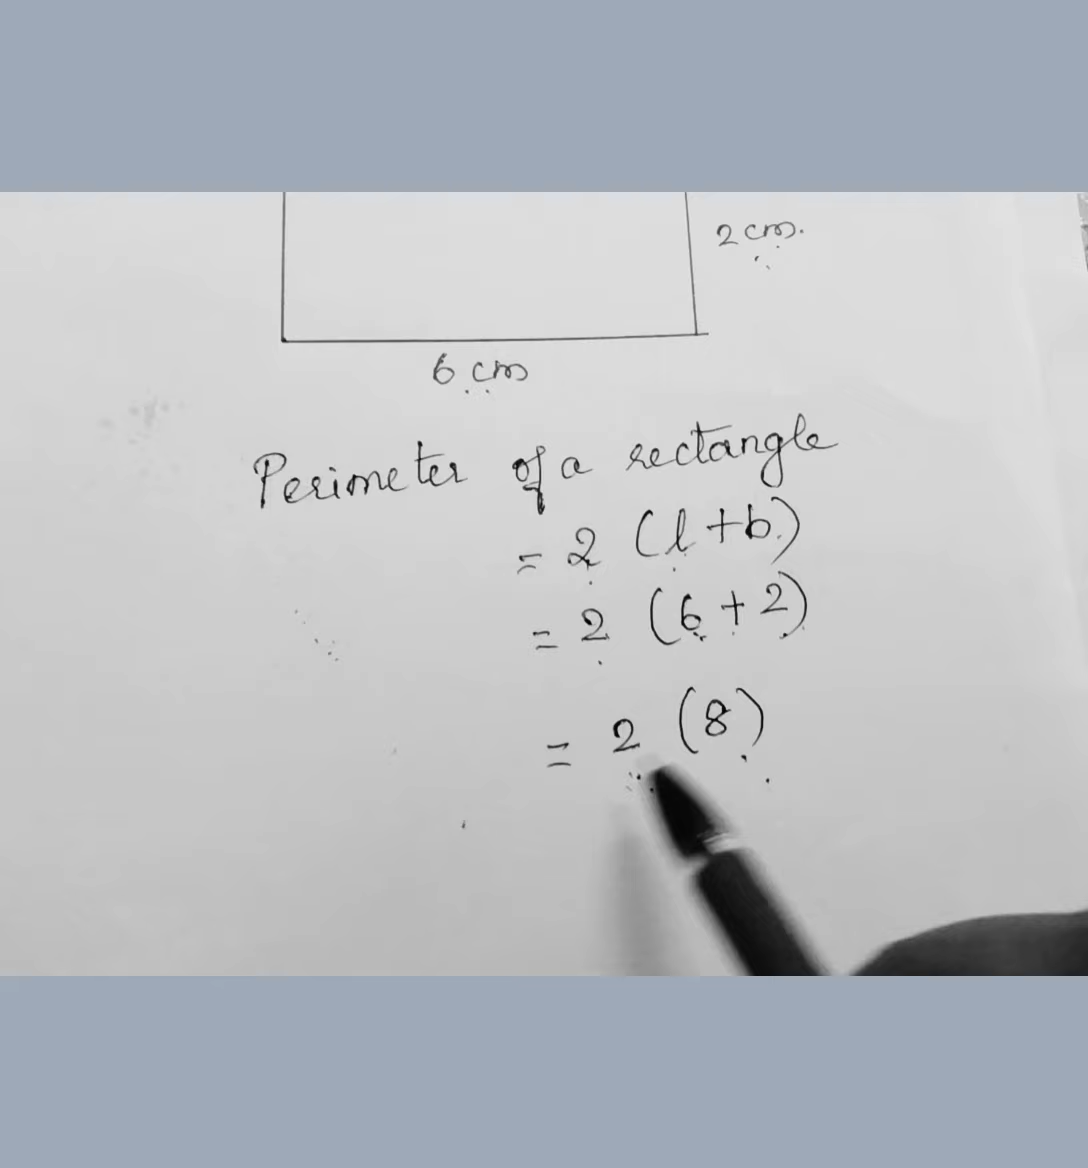 2 cm.
6 cm
Perimeter of a rectangle
= 2 (l+b)
= 2 (6+2)
= 2 (8)